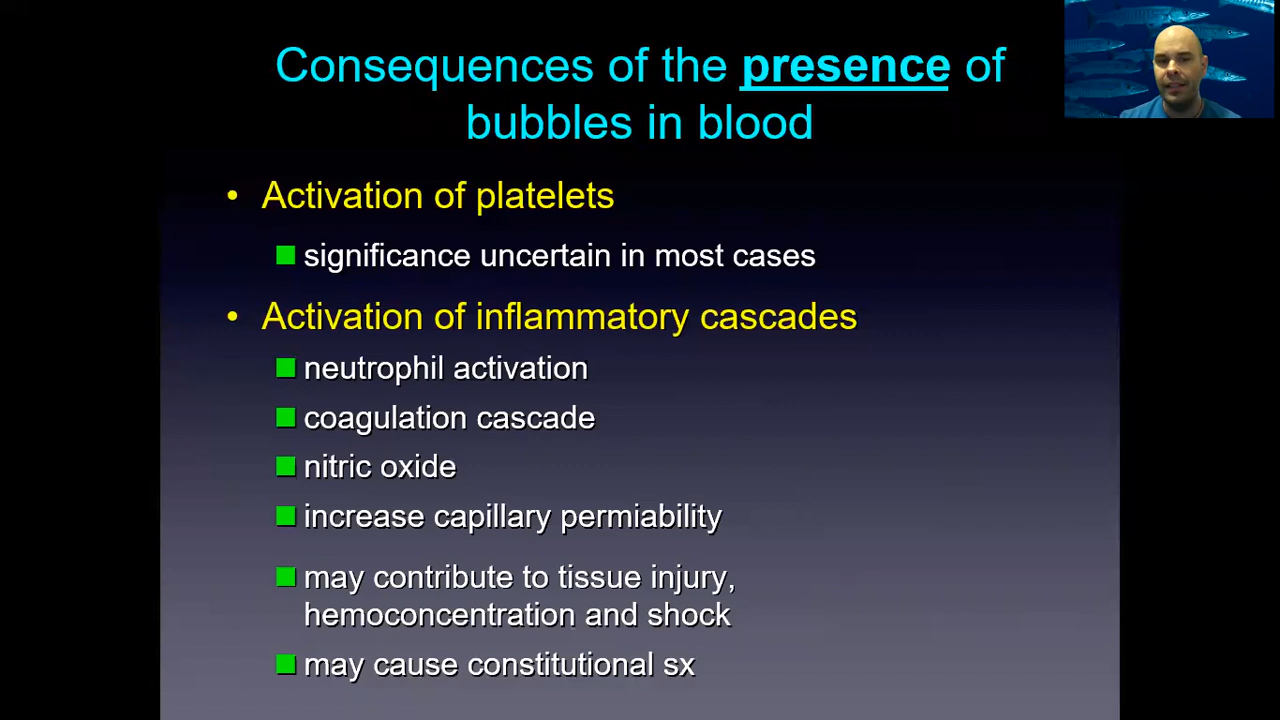 Consequences of the presence of
bubbles in blood
• Activation of platelets
significance uncertain in most cases
• Activation of inflammatory cascades
neutrophil activation
coagulation cascade
nitric oxide
increase capillary permiability
may contribute to tissue injury,
hemoconcentration and shock
may cause constitutional sx